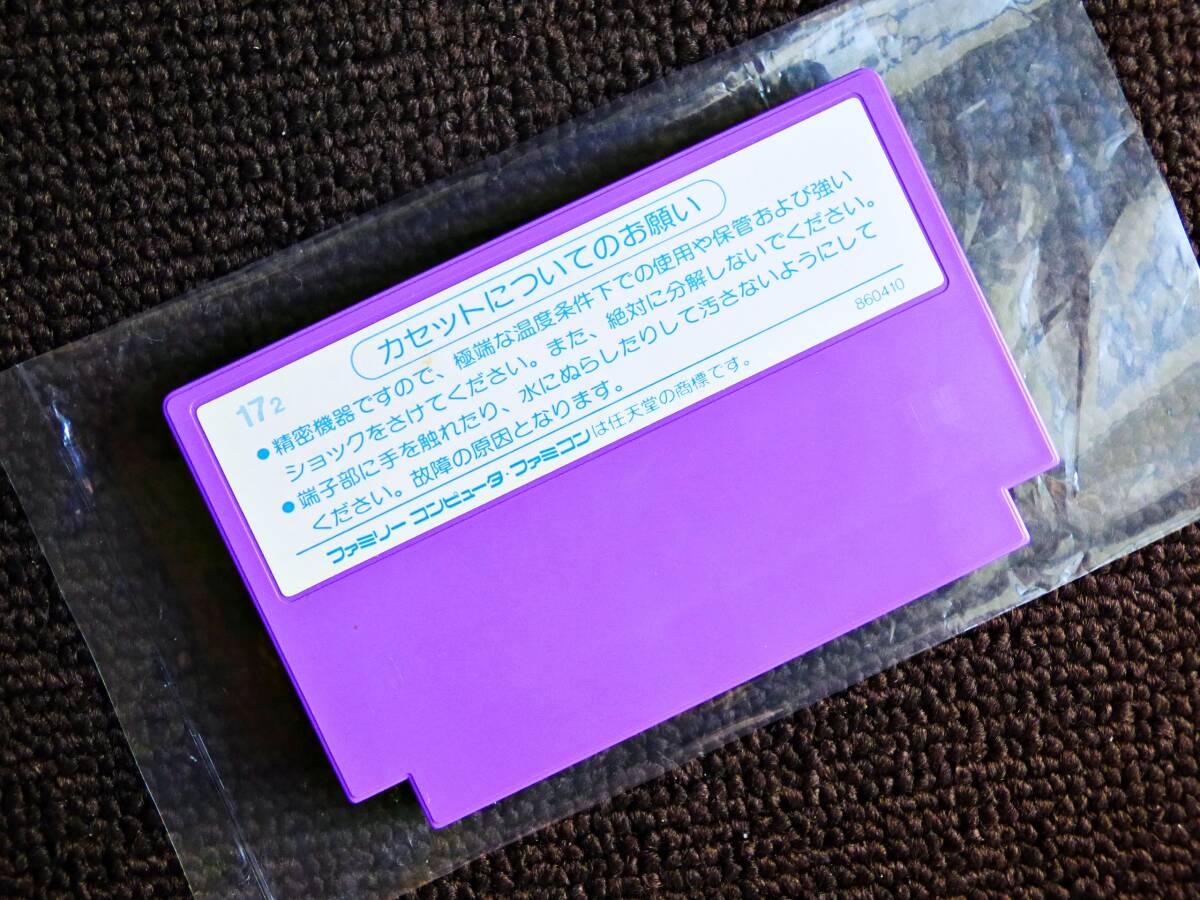 カセットについてのお願い
17 2
●精密機器ですので、極端な温度条件下での使用や保管および強い
ショックをさけてください。また、絶対に分解しないでください。
●端子部に手を触れたり、水にぬらしたりして汚さないようにして
ください。故障の原因となります。
860410
ファミリーコンピュータ・ファミコンは任天堂の商標です。